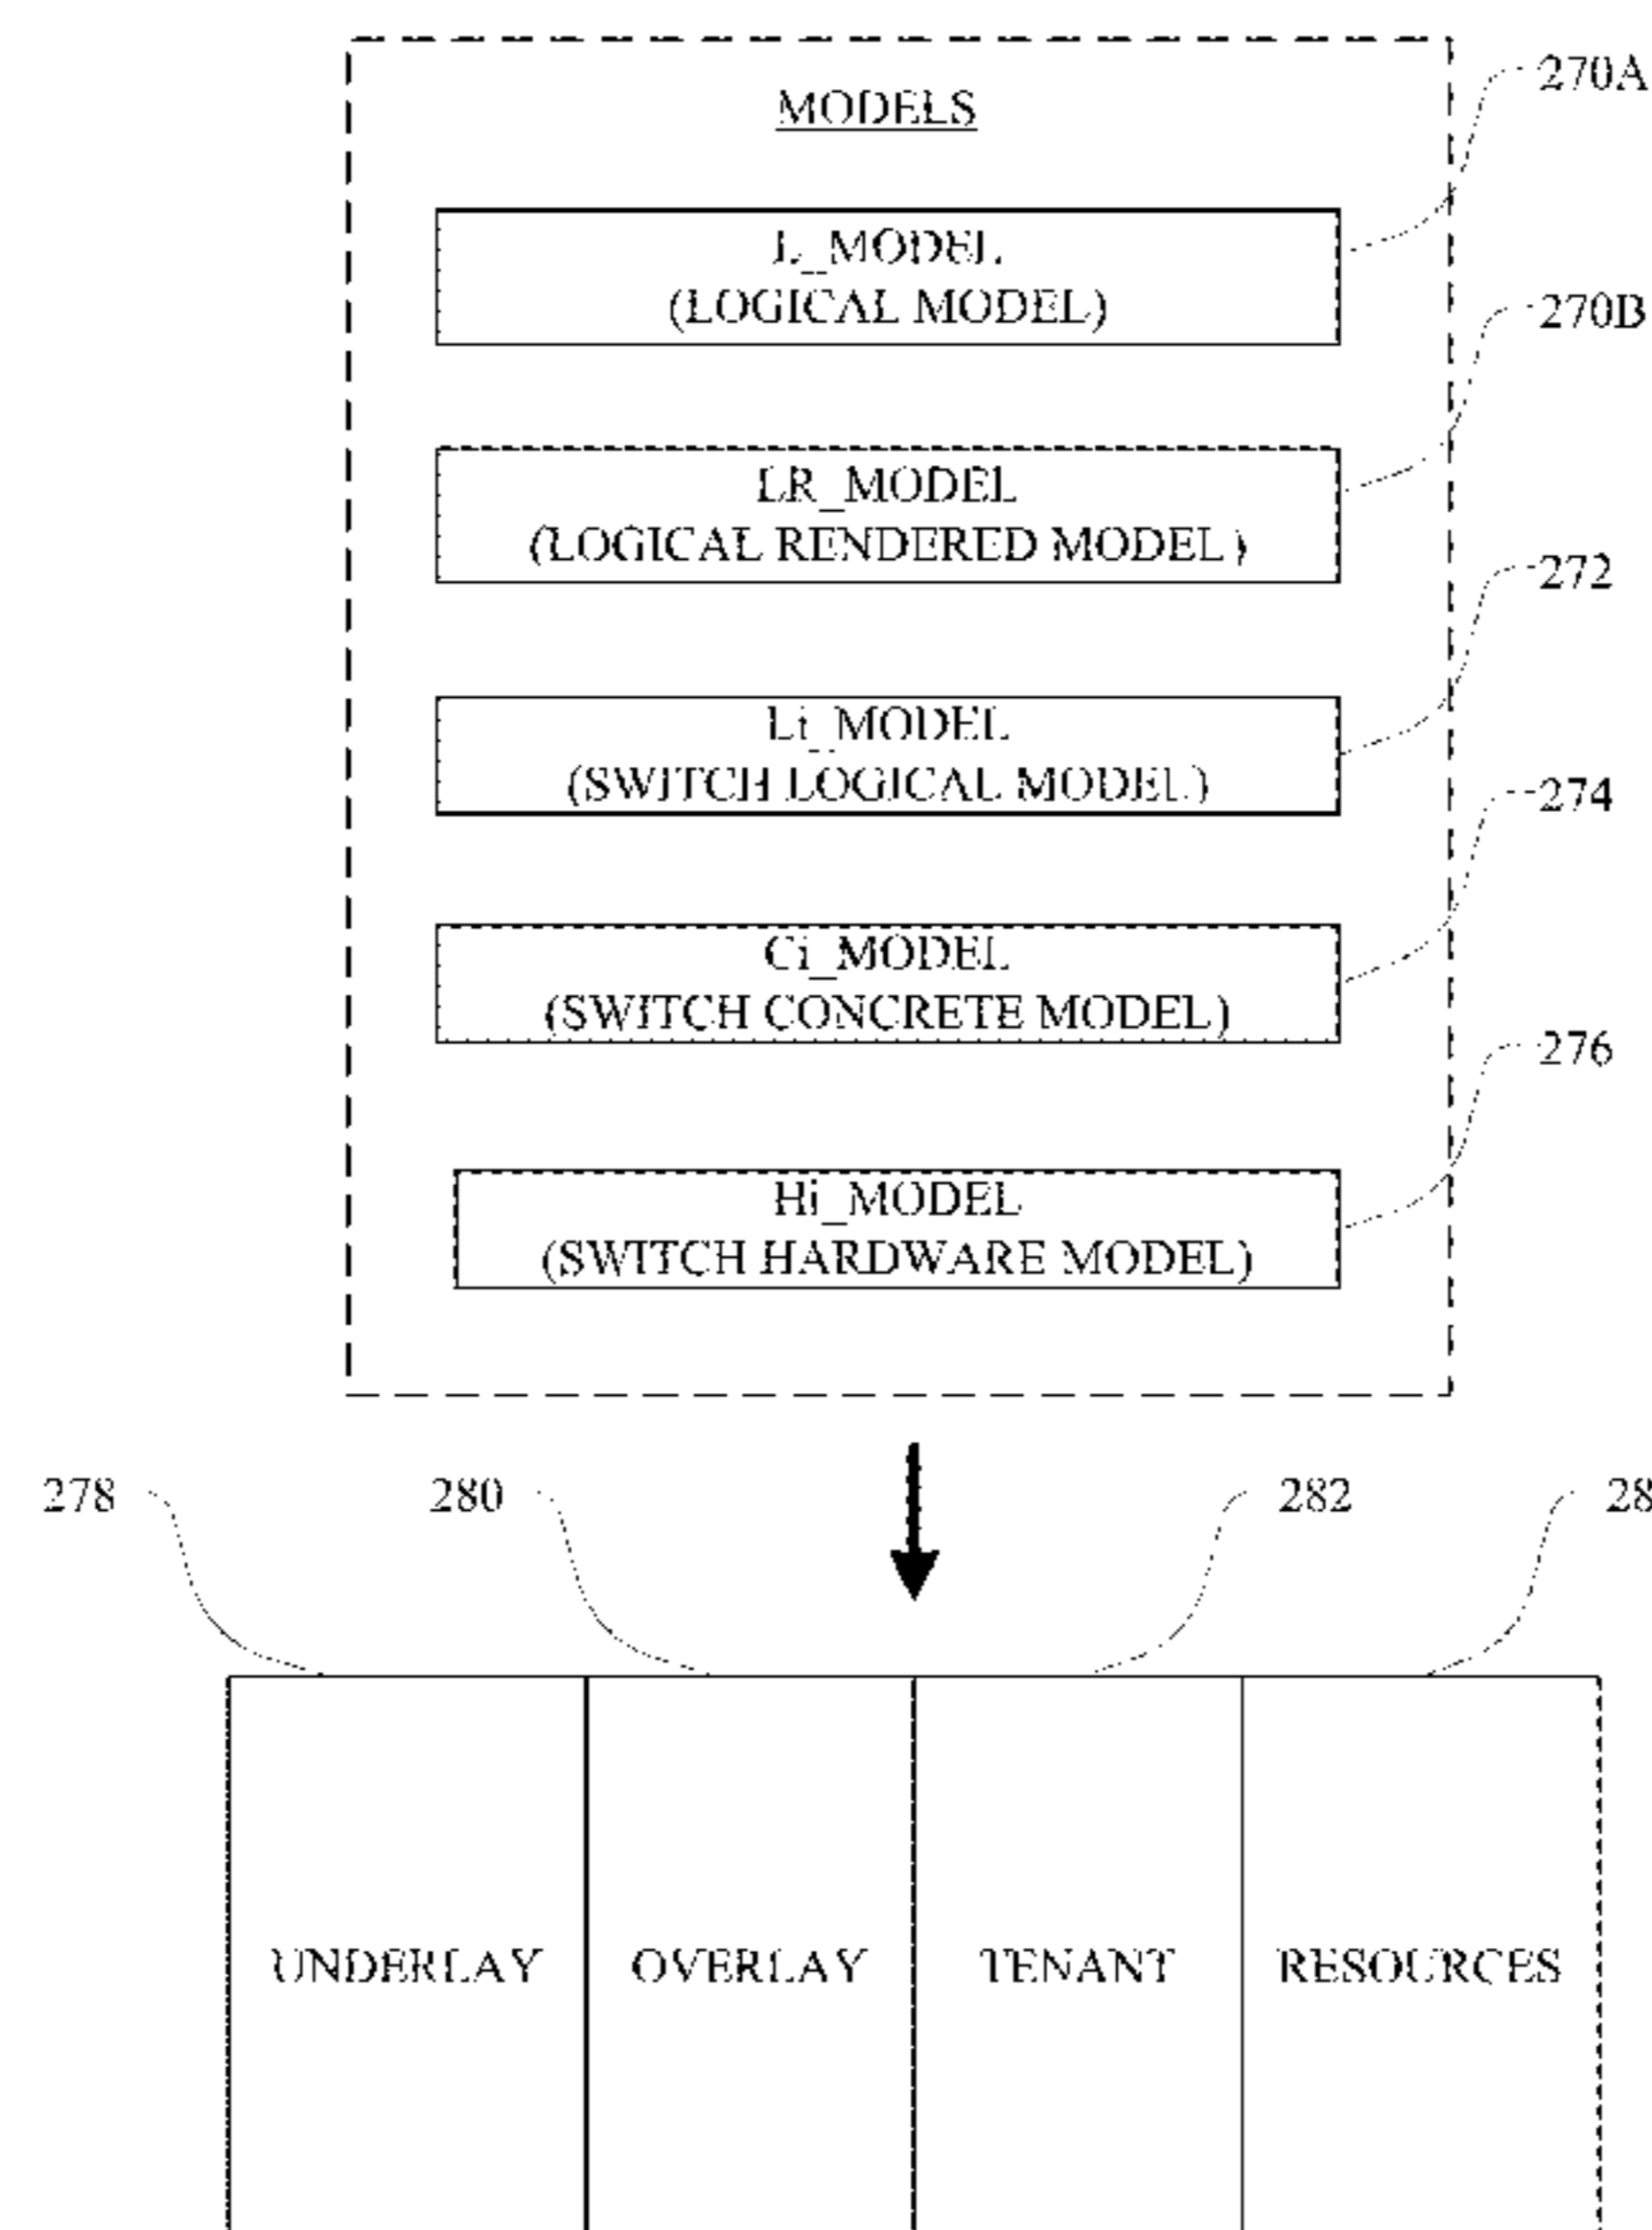 MODELS
270A
L_MODEL
(LOGICAL MODEL)
270B
LR_MODEL
(LOGICAL RENDERED MODEL)
272
Li_MODEL
(SWITCH LOGICAL MODEL)
274
Ci_MODEL
(SWITCH CONCRETE MODEL)
276
Hi_MODEL
(SWITCH HARDWARE MODEL)
278 280 282
UNDERLAY OVERLAY TENANT RESOURCES